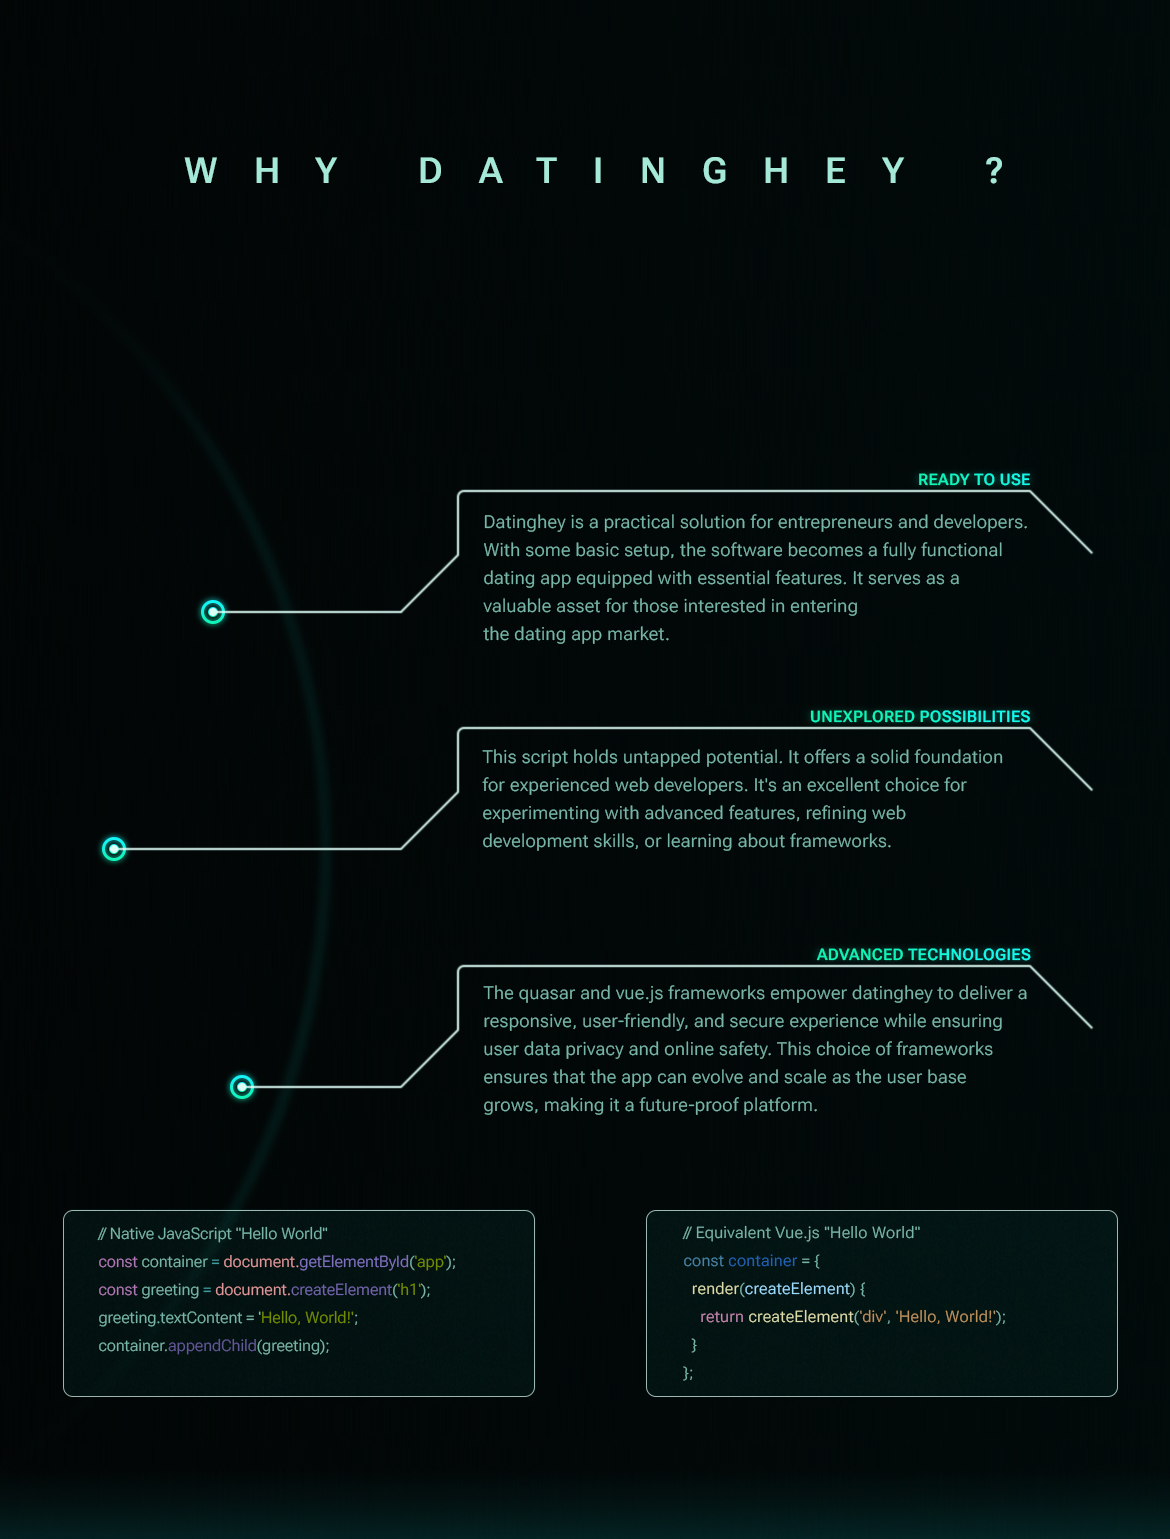 WHY DATINGHEY ?
READY TO USE
Datinghey is a practical solution for entrepreneurs and developers.
With some basic setup, the software becomes a fully functional
dating app equipped with essential features. It serves as a
valuable asset for those interested in entering
the dating app market.
UNEXPLORED POSSIBILITIES
This script holds untapped potential. It offers a solid foundation
for experienced web developers. It's an excellent choice for
experimenting with advanced features, refining web
development skills, or learning about frameworks.
ADVANCED TECHNOLOGIES
The quasar and vue.js frameworks empower datinghey to deliver a
responsive, user-friendly, and secure experience while ensuring
user data privacy and online safety. This choice of frameworks
ensures that the app can evolve and scale as the user base
grows, making it a future-proof platform.
// Native JavaScript "Hello World"
const container = document.getElementById('app');
const greeting = document.createElement('h1');
greeting.textContent = 'Hello, World!';
container.appendChild(greeting);
// Equivalent Vue.js "Hello World"
const container = {
render(createElement) {
return createElement('div', 'Hello, World!');
}
};